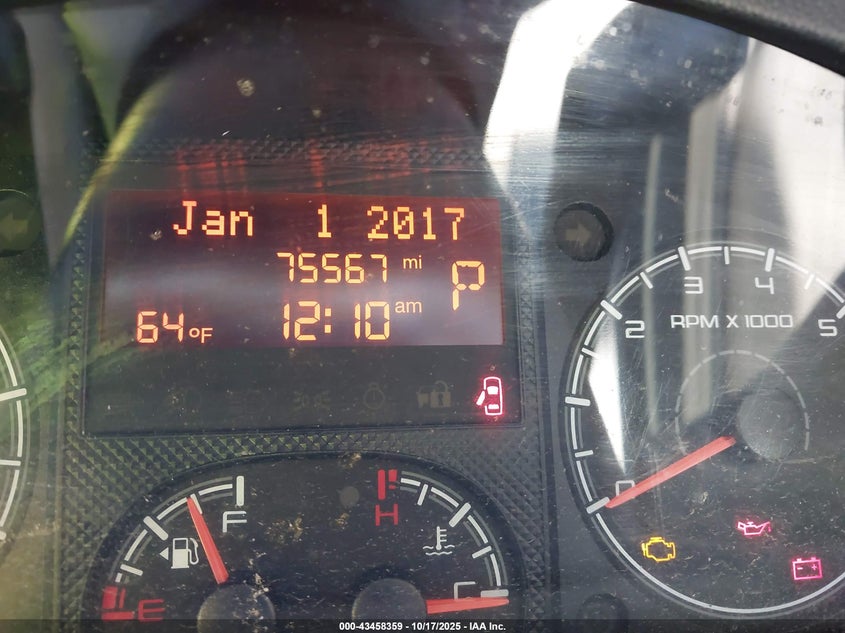 Jan 1 2017
75567 mi
P
64°F 12:10 am
2 3 4 5
RPM X 1000
0
F
E
H
C
000-43458359 - 10/17/2025 - IAA Inc.